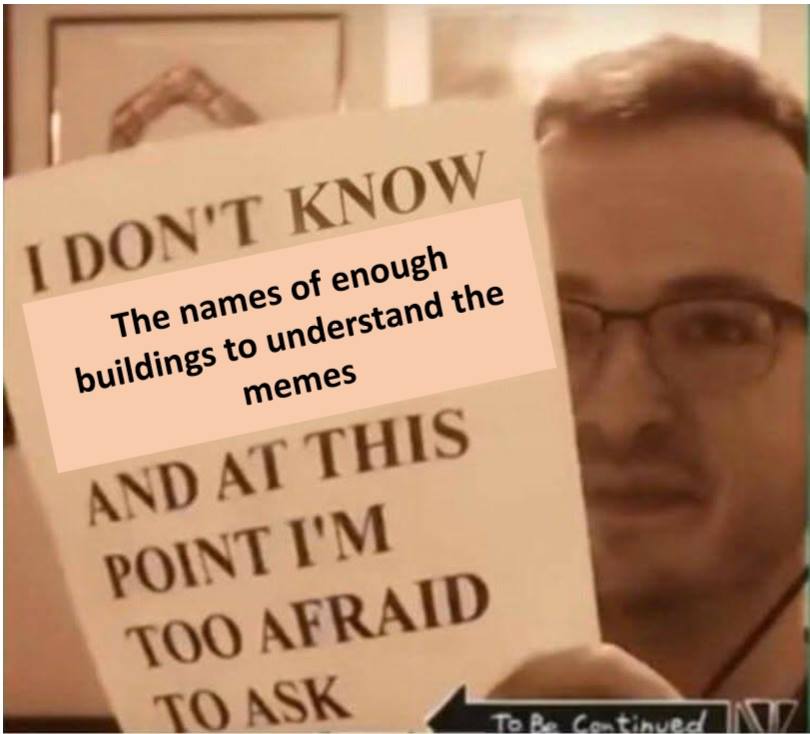 I DON'T KNOW
The names of enough
buildings to understand the
memes
AND AT THIS
POINT I'M
TOO AFRAID
TO ASK
To Be Continued